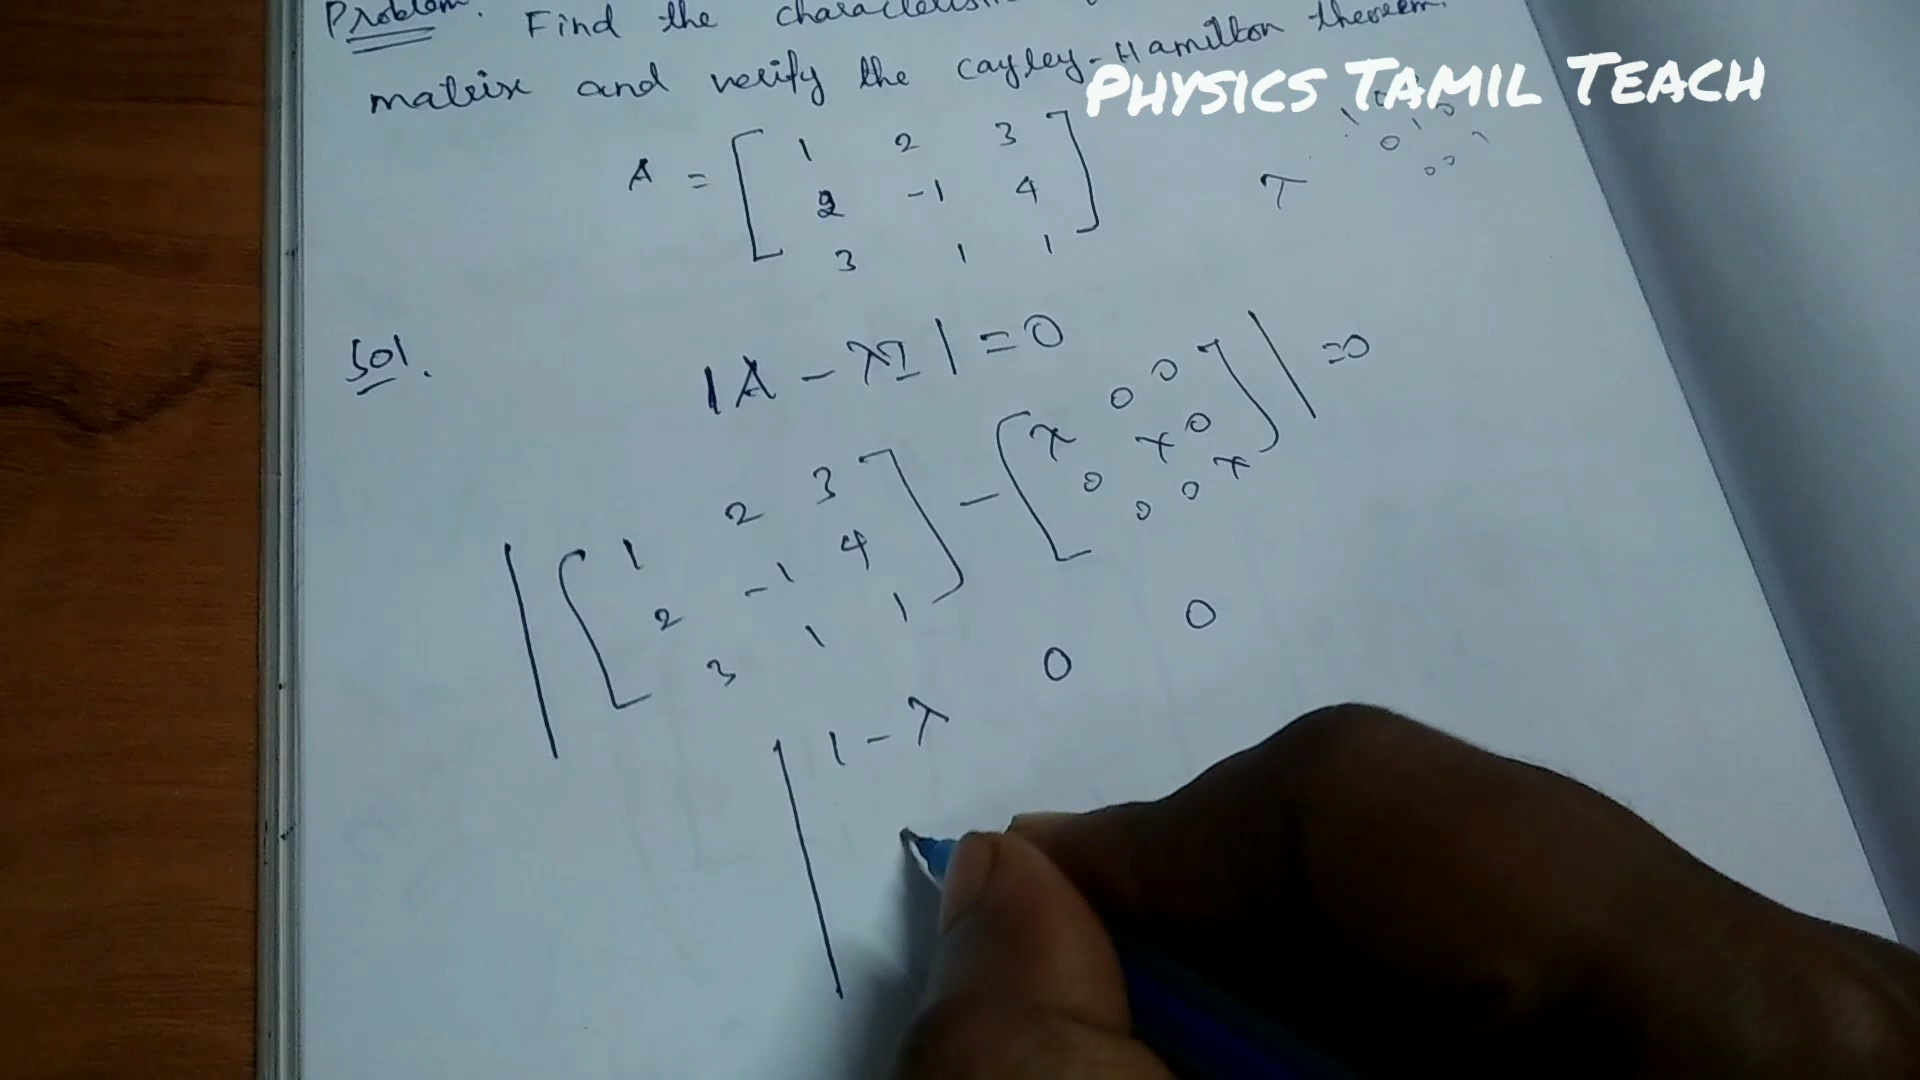 Problem. Find the
matrix and verify the cayley-Hamilton theorem.
PHYSICS TAMIL TEACH
A = [ 1 2 3
2 -1 4
3 1 1 ]
Sol. |A - λI| = 0
| [ 1 2 3
2 -1 4
3 1 1 ] - [ λ 0 0
0 λ 0
0 0 λ ] | = 0
| 1 - λ 0 0